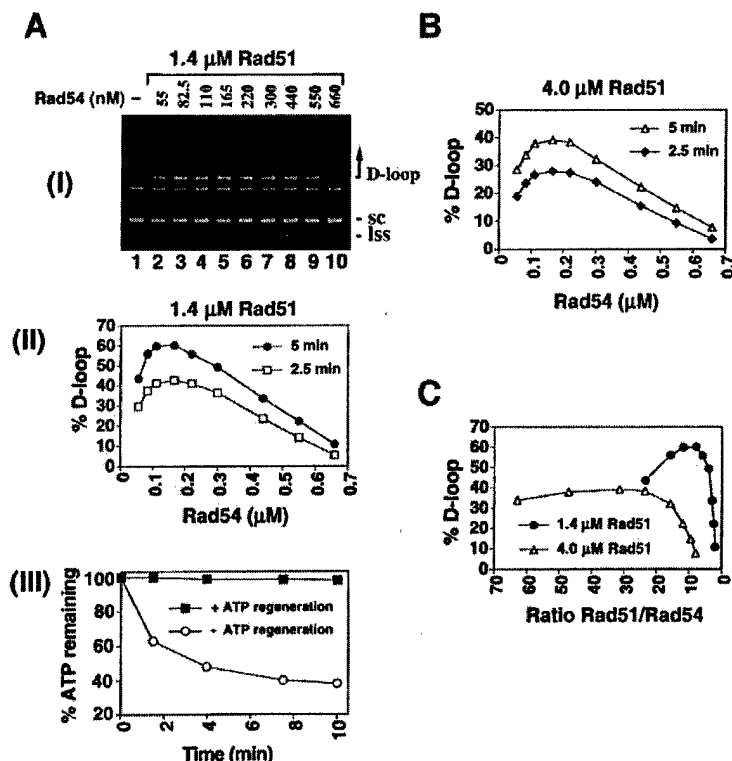 A
1.4 µM Rad51
Rad54 (nM) – 55 82.5 110 165 220 300 440 550 660
(I)
D-loop
- sc
- lss
1 2 3 4 5 6 7 8 9 10
(II)
1.4 µM Rad51
% D-loop
70
60
50
40
30
20
10
0
5 min
2.5 min
0 0.1 0.2 0.3 0.4 0.5 0.6 0.7
Rad54 (µM)
(III)
% ATP remaining
100
80
60
40
20
+ ATP regeneration
- ATP regeneration
0 2 4 6 8 10
Time (min)
B
4.0 µM Rad51
% D-loop
50
40
30
20
10
0
5 min
2.5 min
0 0.1 0.2 0.3 0.4 0.5 0.6 0.7
Rad54 (µM)
C
% D-loop
70
60
50
40
30
20
10
0
1.4 µM Rad51
4.0 µM Rad51
70 60 50 40 30 20 10 0
Ratio Rad51/Rad54